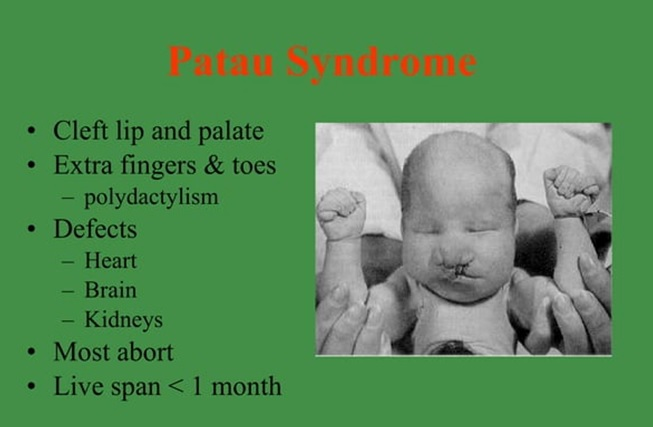 Patau Syndrome
• Cleft lip and palate
• Extra fingers & toes
– polydactylism
• Defects
– Heart
– Brain
– Kidneys
• Most abort
• Live span < 1 month